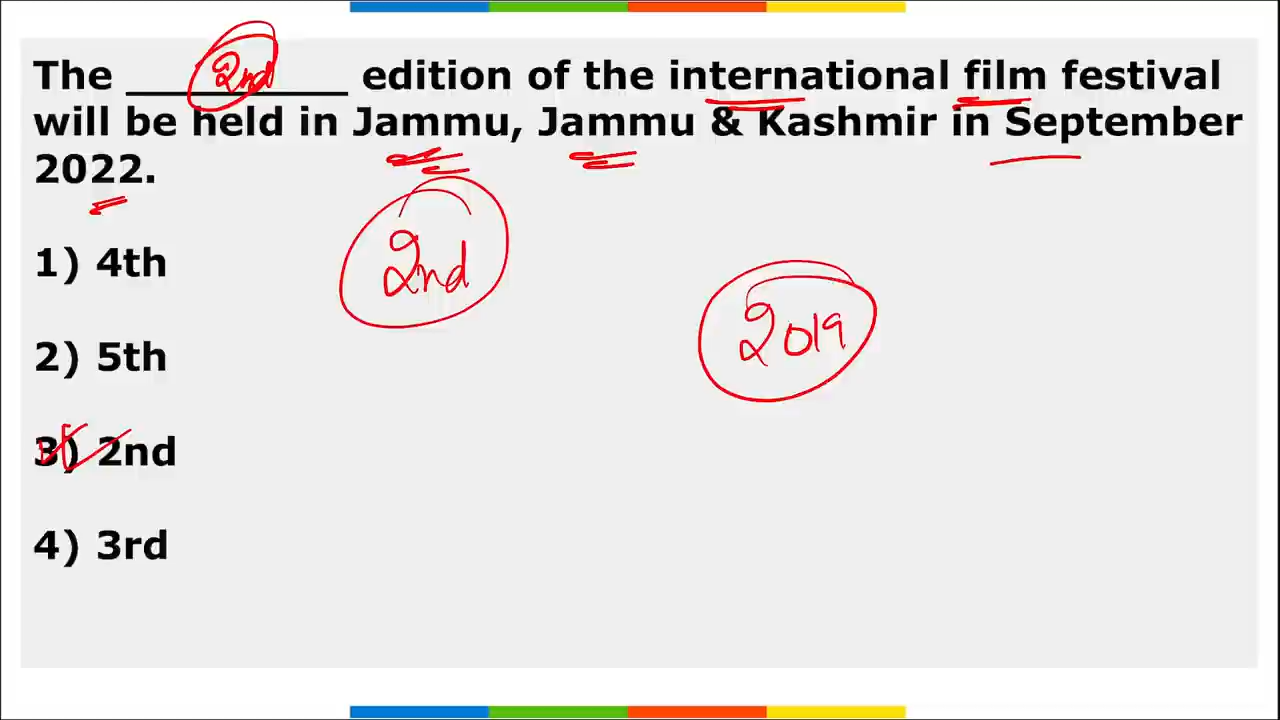 The 2nd edition of the international film festival
will be held in Jammu, Jammu & Kashmir in September
2022.
2nd
1) 4th
2019
2) 5th
3) 2nd
4) 3rd